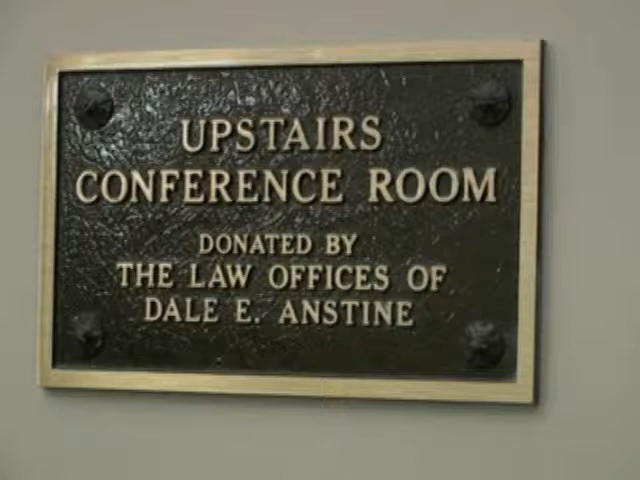 UPSTAIRS
CONFERENCE ROOM
DONATED BY
THE LAW OFFICES OF
DALE E. ANSTINE